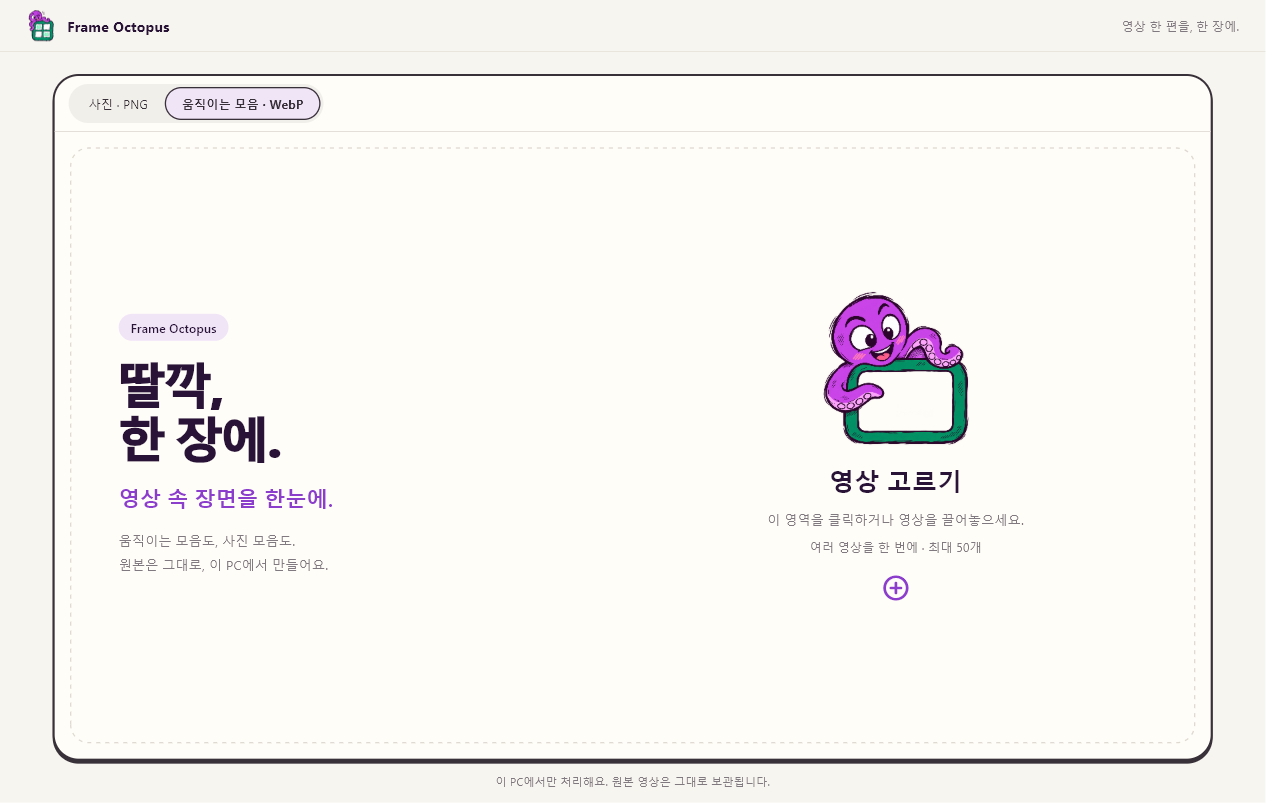 Frame Octopus
영상 한 편을, 한 장에.
사진 · PNG
움직이는 모음 · WebP
Frame Octopus
딸깍,
한 장에.
영상 속 장면을 한눈에.
움직이는 모음도, 사진 모음도.
원본은 그대로, 이 PC에서 만들어요.
영상 고르기
이 영역을 클릭하거나 영상을 끌어놓으세요.
여러 영상을 한 번에 · 최대 50개
이 PC에서만 처리해요. 원본 영상은 그대로 보관됩니다.